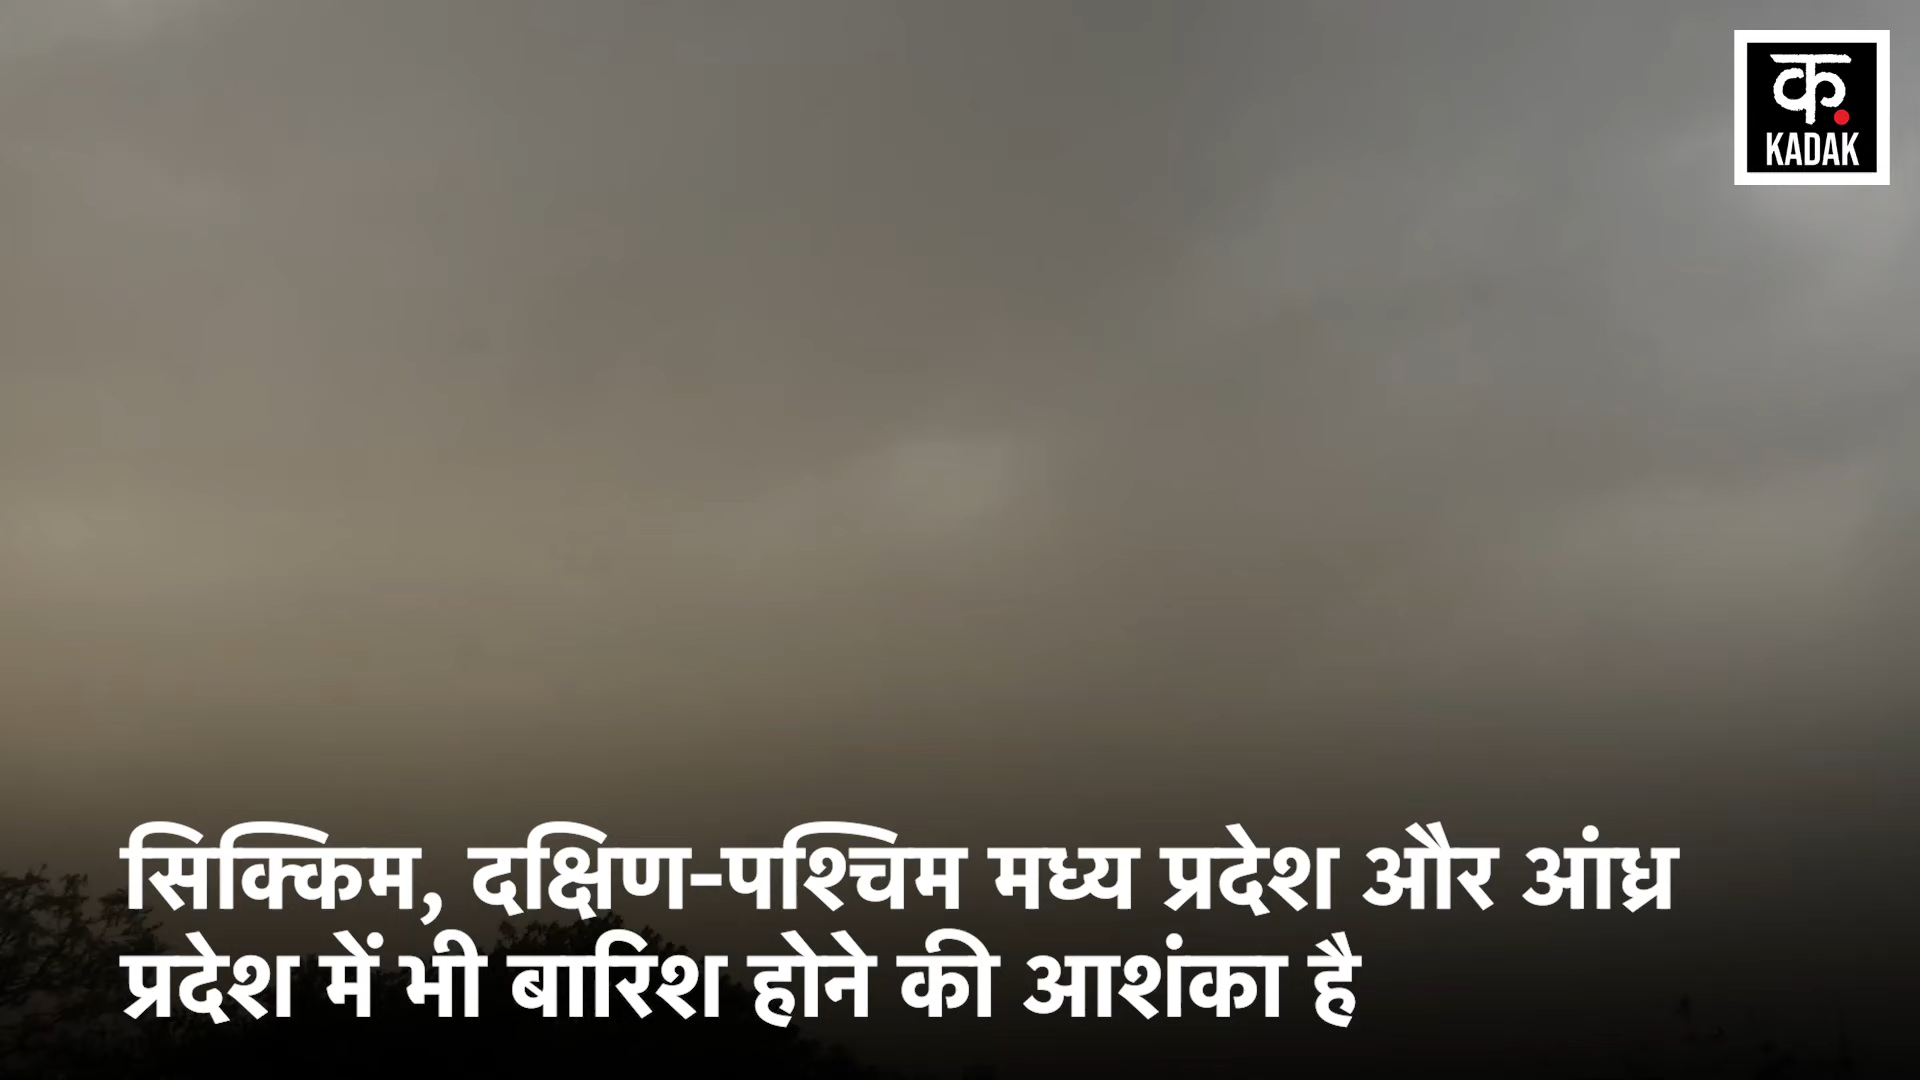 क
KADAK
सिक्किम, दक्षिण-पश्चिम मध्य प्रदेश और आंध्र
प्रदेश में भी बारिश होने की आशंका है